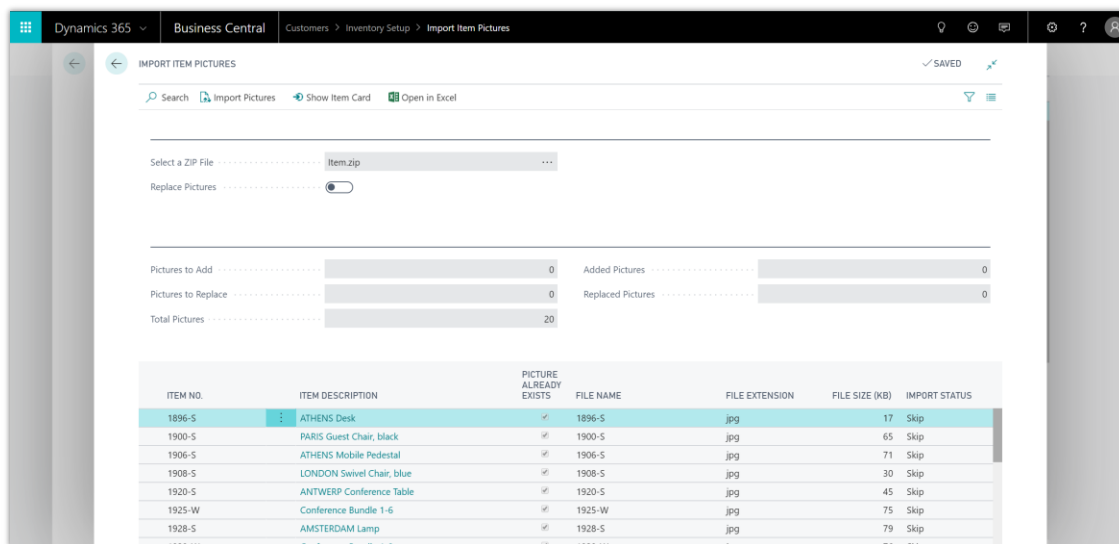 Dynamics 365 Business Central Customers > Inventory Setup > Import Item Pictures ?
IMPORT ITEM PICTURES ✓ SAVED
Search Import Pictures Show Item Card Open in Excel
Select a ZIP File Item.zip ...
Replace Pictures
Pictures to Add 0 Added Pictures 0
Pictures to Replace 0 Replaced Pictures 0
Total Pictures 20
ITEM NO. ITEM DESCRIPTION PICTURE ALREADY EXISTS FILE NAME FILE EXTENSION FILE SIZE (KB) IMPORT STATUS
1896-S ATHENS Desk 1896-S jpg 17 Skip
1900-S PARIS Guest Chair, black 1900-S jpg 65 Skip
1906-S ATHENS Mobile Pedestal 1906-S jpg 71 Skip
1908-S LONDON Swivel Chair, blue 1908-S jpg 30 Skip
1920-S ANTWERP Conference Table 1920-S jpg 45 Skip
1925-W Conference Bundle 1-6 1925-W jpg 75 Skip
1928-S AMSTERDAM Lamp 1928-S jpg 79 Skip